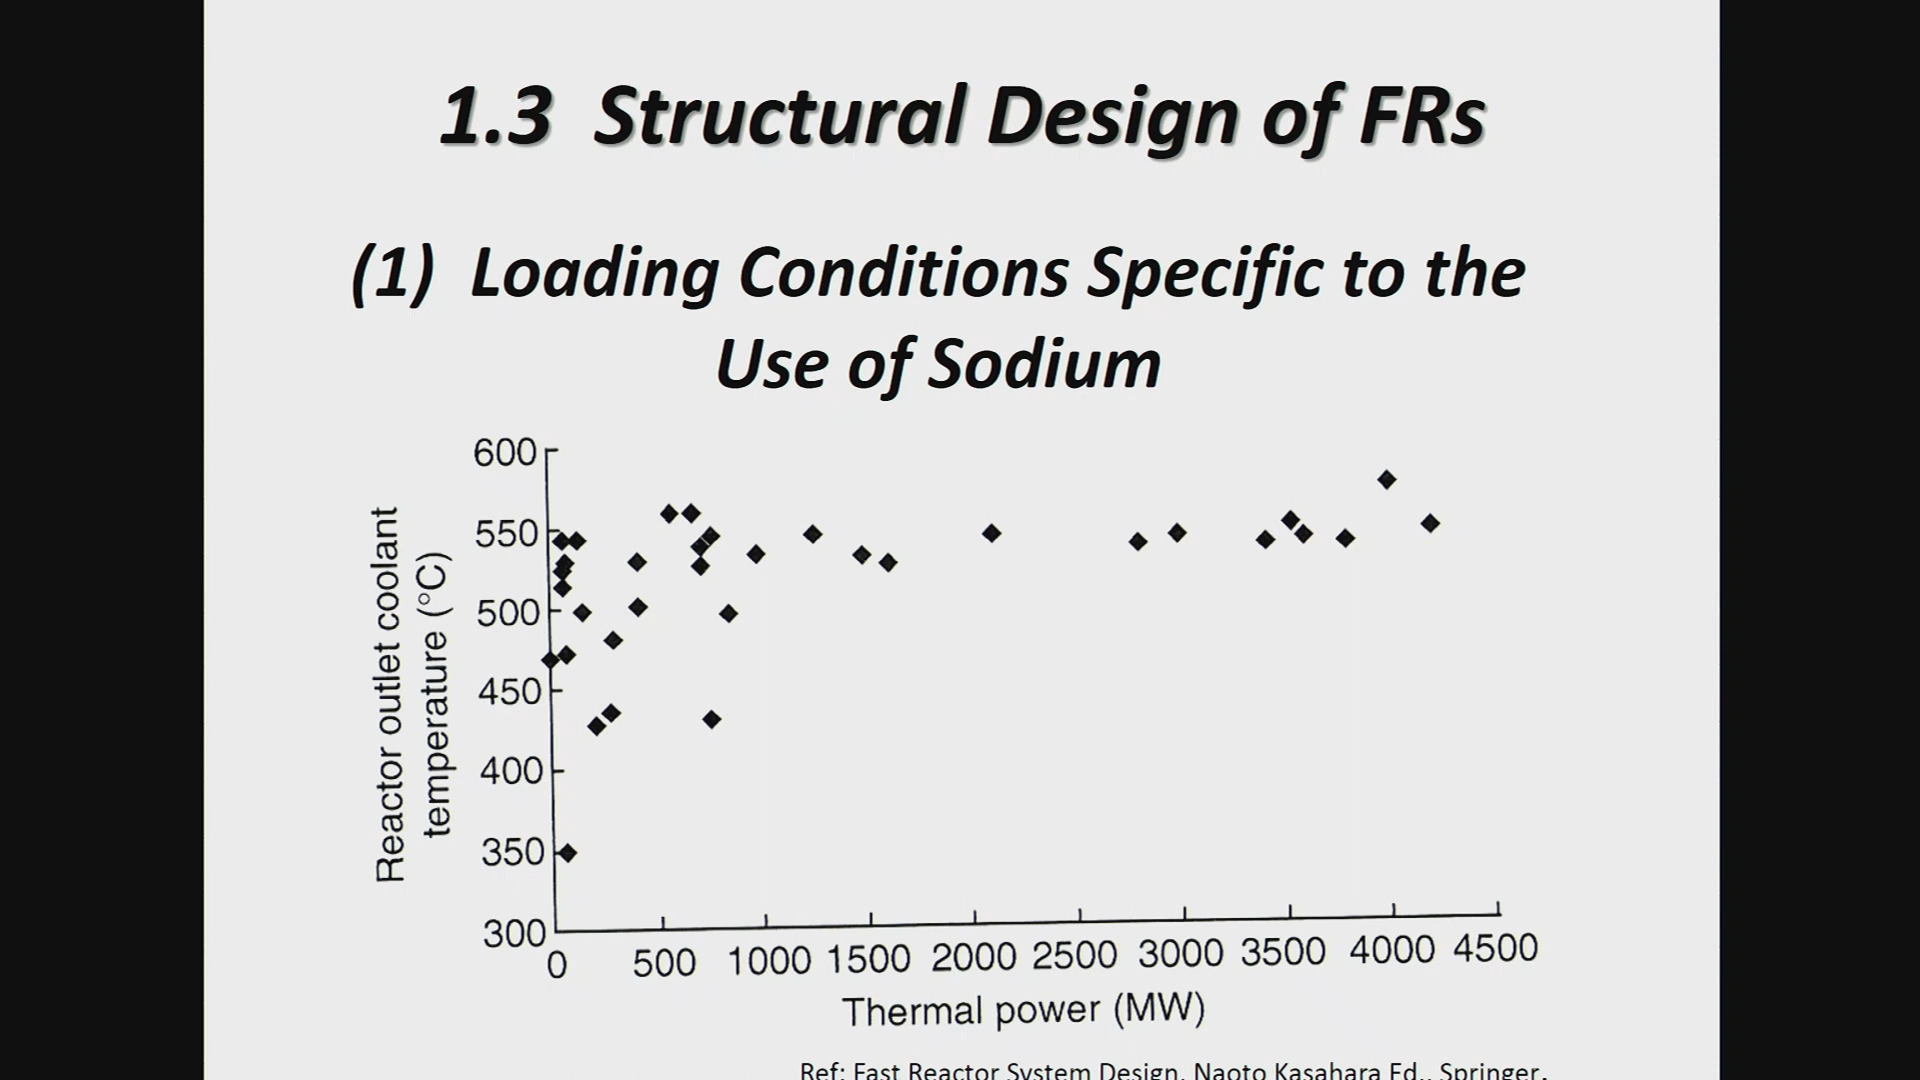 1.3 Structural Design of FRs
(1) Loading Conditions Specific to the
Use of Sodium
600
550
500
450
400
350
300
Reactor outlet coolant
temperature (°C)
0 500 1000 1500 2000 2500 3000 3500 4000 4500
Thermal power (MW)
Ref: Fast Reactor System Design, Naoto Kasahara Ed., Springer.